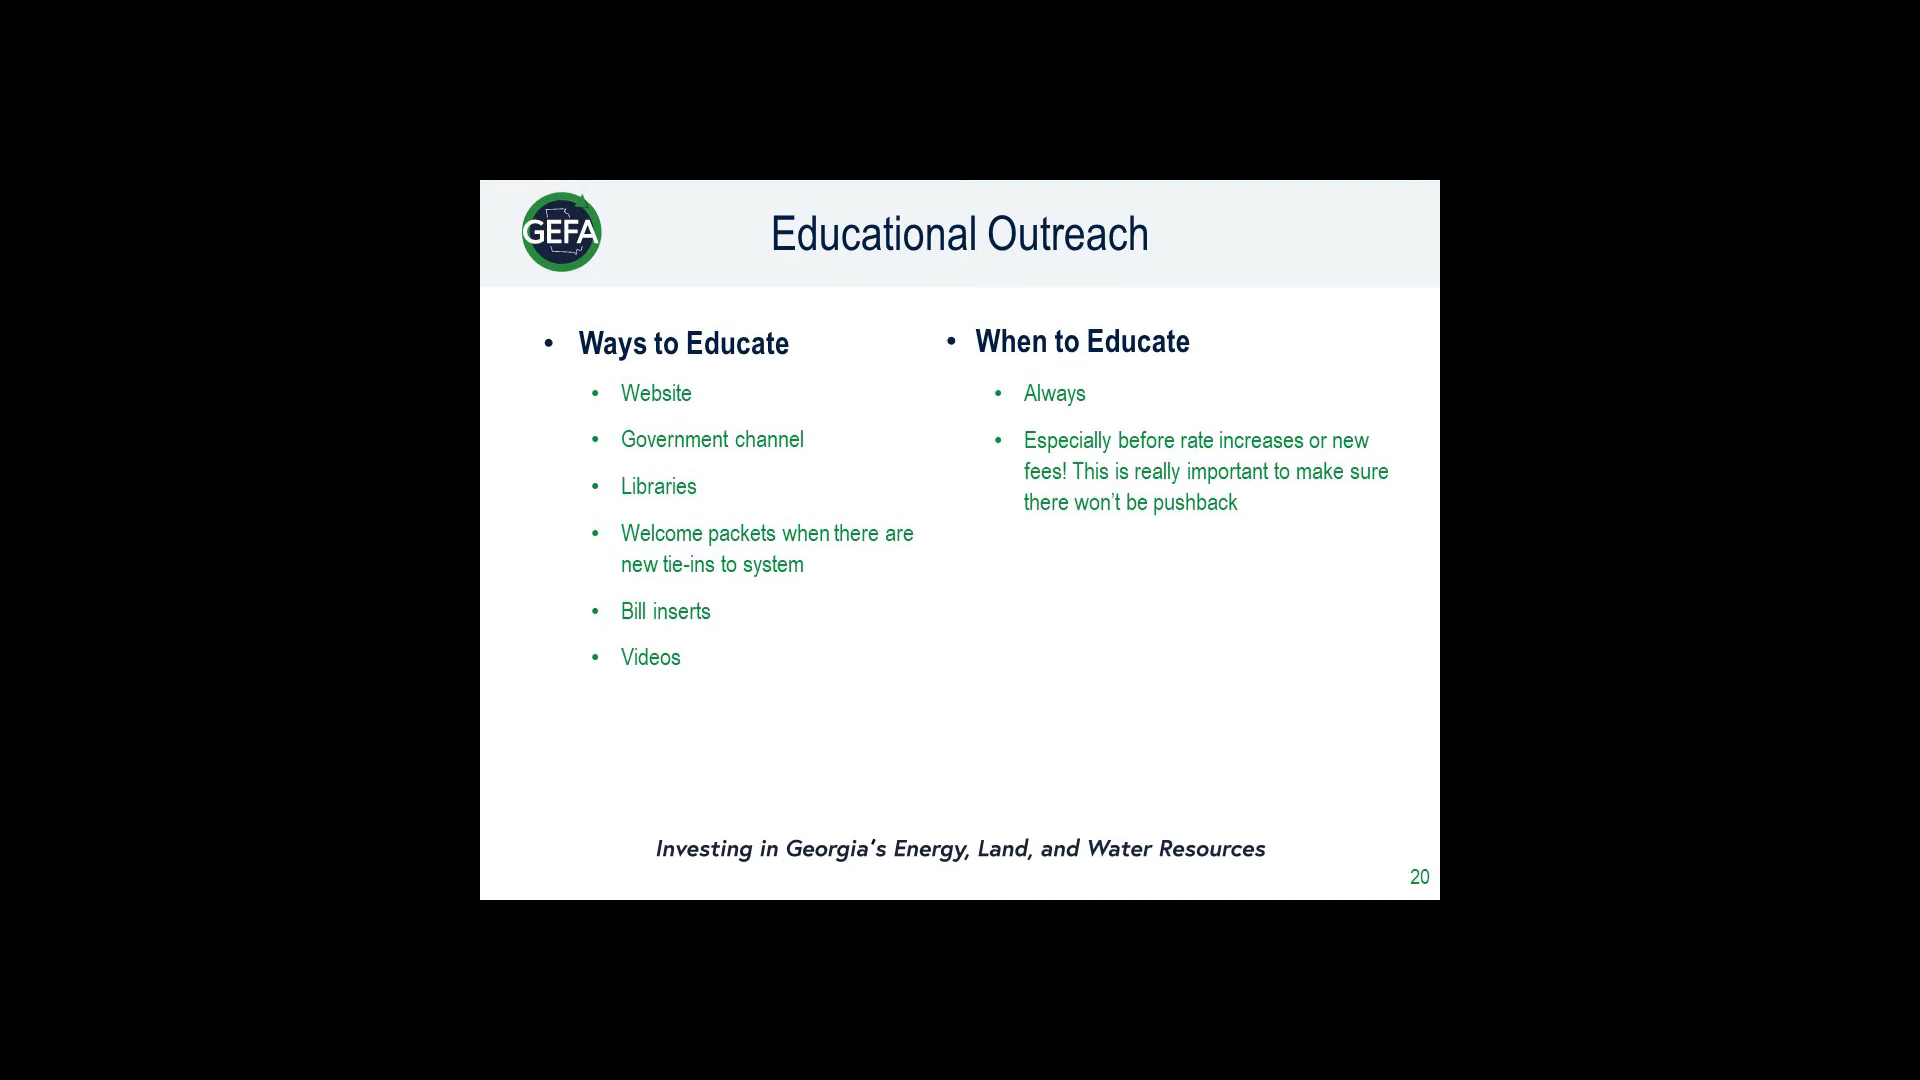 GEFA
Educational Outreach
• Ways to Educate
• Website
• Government channel
• Libraries
• Welcome packets when there are
new tie-ins to system
• Bill inserts
• Videos
• When to Educate
• Always
• Especially before rate increases or new
fees! This is really important to make sure
there won’t be pushback
Investing in Georgia’s Energy, Land, and Water Resources
20